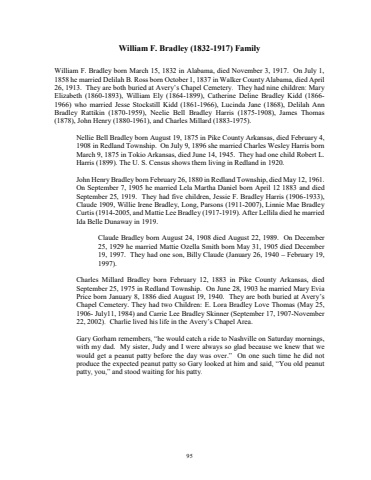 William F. Bradley (1832-1917) Family
William F. Bradley born March 15, 1832 in Alabama, died November 3, 1917. On July 1,
1858 he married Delilah B. Ross born October 1, 1837 in Walker County Alabama, died April
26, 1913. They are both buried at Avery's Chapel Cemetery. They had nine children: Mary
Elizabeth (1860-1893), William Ely (1864-1899), Catherine Deline Bradley Kidd (1866-
1966) who married Jesse Stockstill Kidd (1861-1966), Lucinda Jane (1868), Delilah Ann
Bradley Rattikin (1870-1959), Neelie Bell Bradley Harris (1875-1908), James Thomas
(1878), John Henry (1880-1961), and Charles Millard (1883-1975).
Nellie Bell Bradley born August 19, 1875 in Pike County Arkansas, died February 4,
1908 in Redland Township. On July 9, 1896 she married Charles Wesley Harris born
March 9, 1875 in Tokio Arkansas, died June 14, 1945. They had one child Robert L.
Harris (1899). The U. S. Census shows them living in Redland in 1920.
John Henry Bradley born February 26, 1880 in Redland Township, died May 12, 1961.
On September 7, 1905 he married Lela Martha Daniel born April 12 1883 and died
September 25, 1919. They had five children, Jessie F. Bradley Harris (1906-1933),
Claude 1909, Willie Irene Bradley, Long, Parsons (1911-2007), Linnie Mae Bradley
Curtis (1914-2005, and Mattie Lee Bradley (1917-1919). After Lellila died he married
Ida Belle Dunaway in 1919.
Claude Bradley born August 24, 1908 died August 22, 1989. On December
25, 1929 he married Mattie Ozella Smith born May 31, 1905 died December
19, 1997. They had one son, Billy Claude (January 26, 1940 – February 19,
1997).
Charles Millard Bradley born February 12, 1883 in Pike County Arkansas, died
September 25, 1975 in Redland Township. On June 28, 1903 he married Mary Evia
Price born January 8, 1886 died August 19, 1940. They are both buried at Avery's
Chapel Cemetery. They had two Children: E. Lora Bradley Love Thomas (May 25,
1906- July11, 1984) and Carrie Lee Bradley Skinner (September 17, 1907-November
22, 2002). Charlie lived his life in the Avery's Chapel Area.
Gary Gorham remembers, "he would catch a ride to Nashville on Saturday mornings,
with my dad. My sister, Judy and I were always so glad because we knew that we
would get a peanut patty before the day was over." On one such time he did not
produce the expected peanut patty so Gary looked at him and said, "You old peanut
patty, you," and stood waiting for his patty.
95